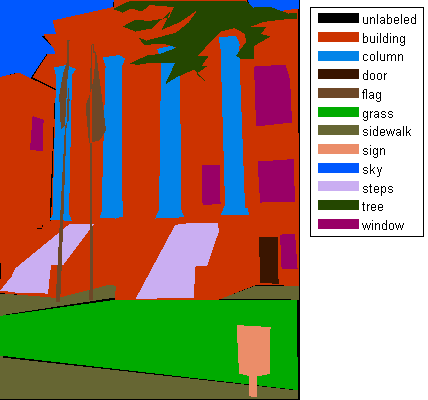 unlabeled
building
column
door
flag
grass
sidewalk
sign
sky
steps
tree
window